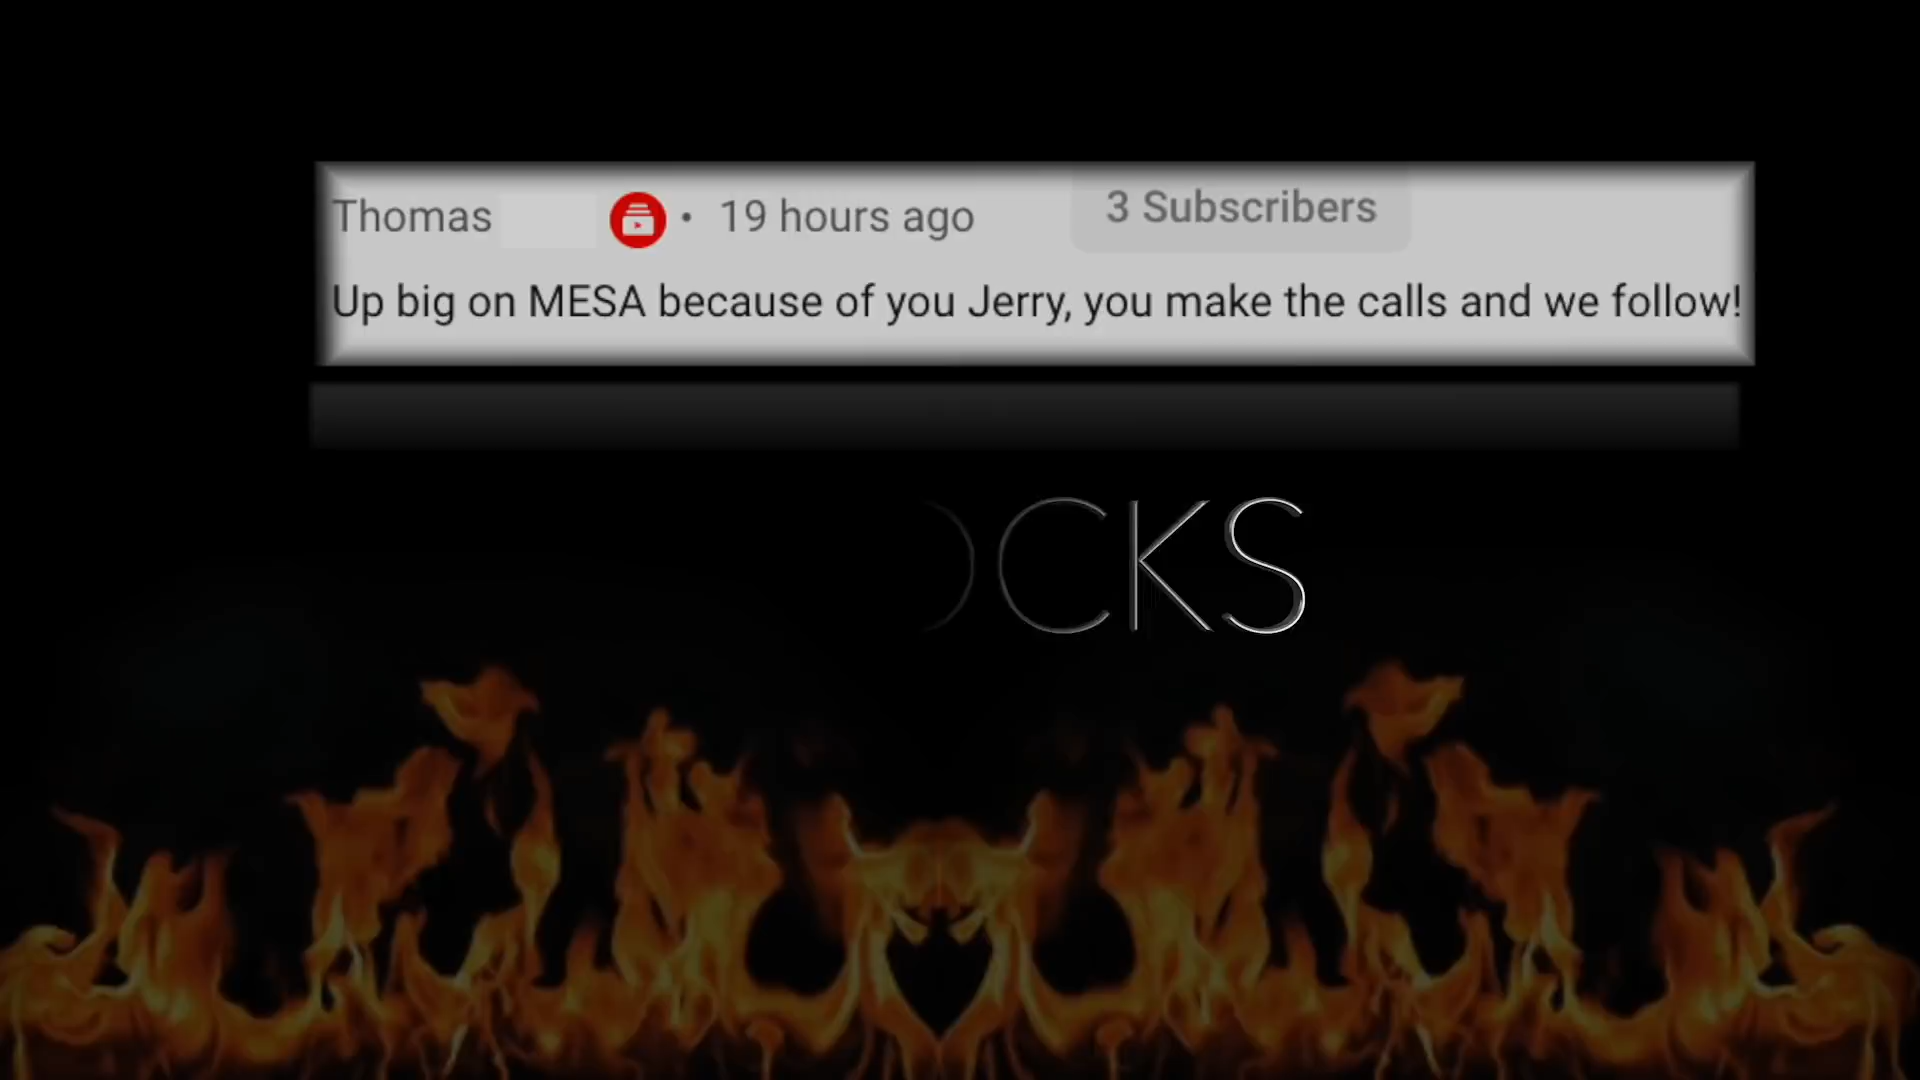 Thomas • 19 hours ago 3 Subscribers
Up big on MESA because of you Jerry, you make the calls and we follow!
OCKS